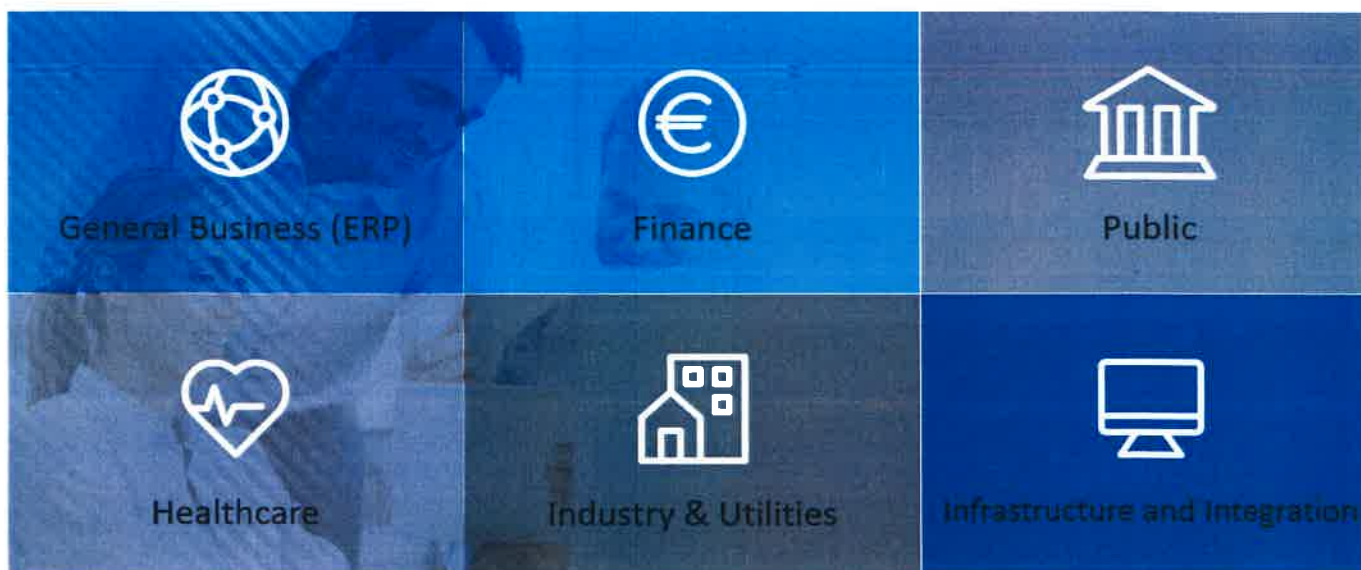 General Business (ERP)
Finance
Public
Healthcare
Industry & Utilities
Infrastructure and Integration